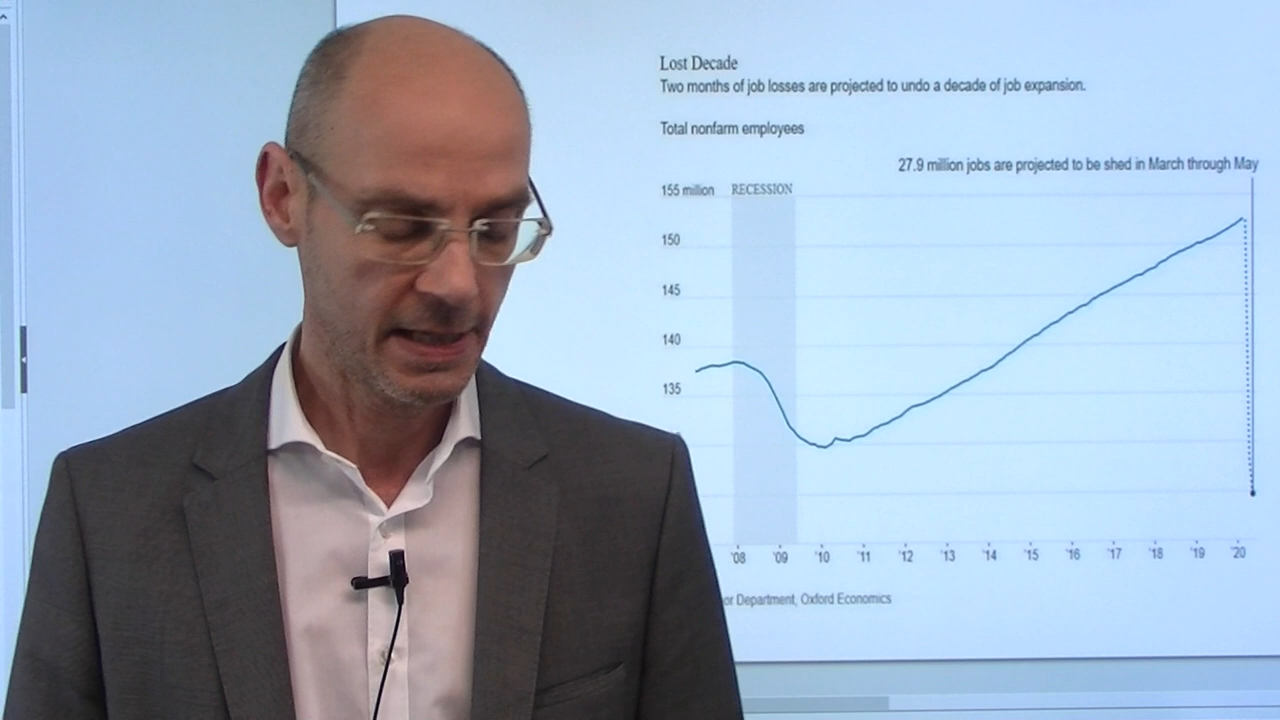 Lost Decade
Two months of job losses are projected to undo a decade of job expansion.
Total nonfarm employees
27.9 million jobs are projected to be shed in March through May
155 million RECESSION
150
145
140
135
'08 '09 '10 '11 '12 '13 '14 '15 '16 '17 '18 '19 '20
or Department, Oxford Economics